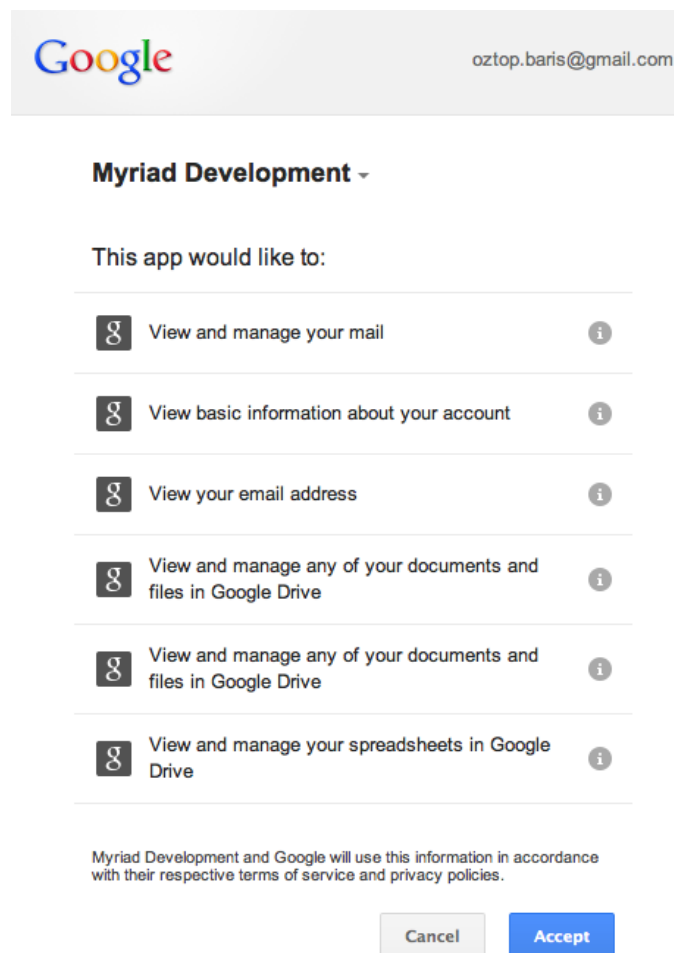 Google
oztop.baris@gmail.com
Myriad Development
This app would like to:
View and manage your mail
View basic information about your account
View your email address
View and manage any of your documents and
files in Google Drive
View and manage any of your documents and
files in Google Drive
View and manage your spreadsheets in Google
Drive
Myriad Development and Google will use this information in accordance
with their respective terms of service and privacy policies.
Cancel
Accept